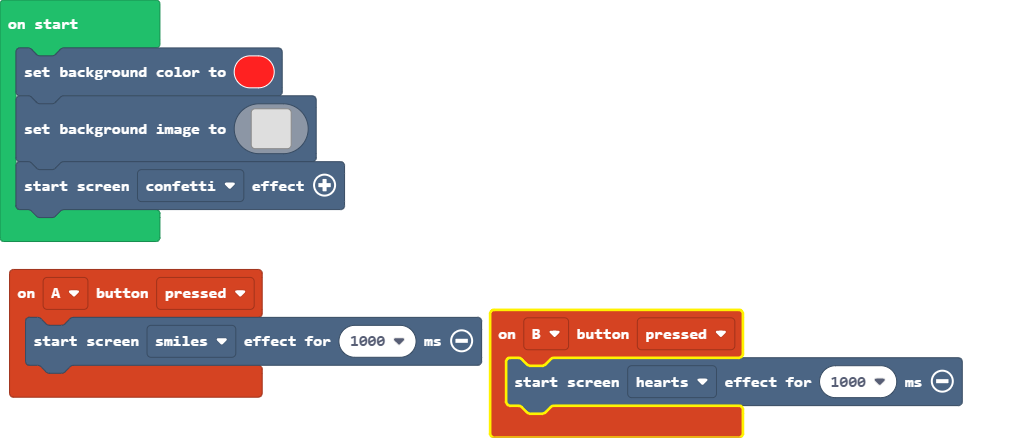 on start
set background color to
set background image to
start screen confetti effect
on A button pressed
start screen smiles effect for 1000 ms
on B button pressed
start screen hearts effect for 1000 ms